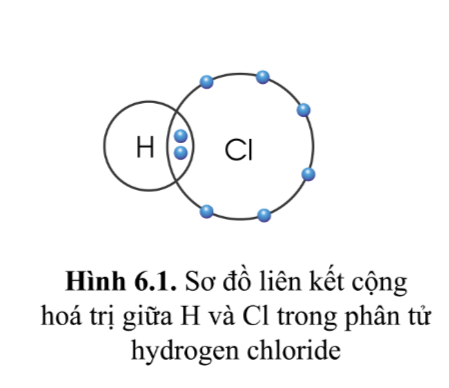 H Cl
Hình 6.1. Sơ đồ liên kết cộng
hoá trị giữa H và Cl trong phân tử
hydrogen chloride